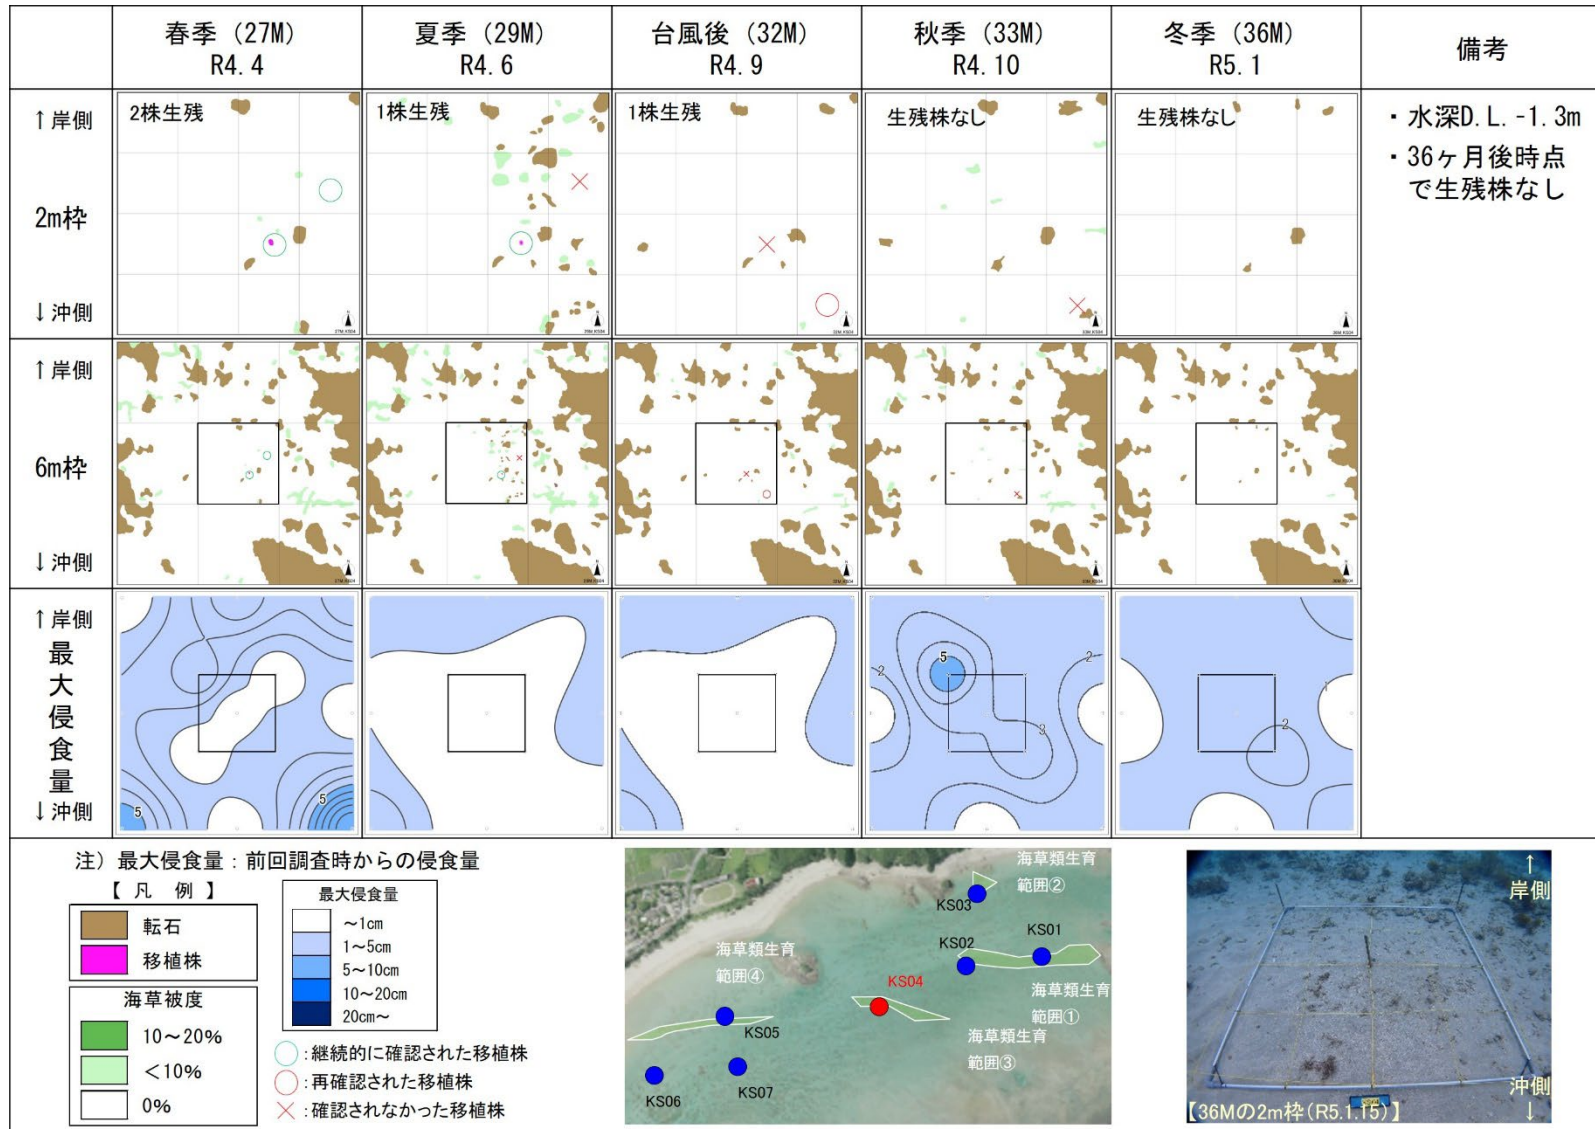 春季（27M）
R4.4
夏季（29M）
R4.6
台風後（32M）
R4.9
秋季（33M）
R4.10
冬季（36M）
R5.1
備考
↑岸側
2m枠
↓沖側
2株生残
1株生残
1株生残
生残株なし
生残株なし
・水深D.L.-1.3m
・36ヶ月後時点
で生残株なし
↑岸側
6m枠
↓沖側
↑岸側
最大侵食量
↓沖側
5
5
2
5
2
3
1
2
注）最大侵食量：前回調査時からの侵食量
【 凡 例 】
転石
移植株
海草被度
10～20%
＜10%
0%
最大侵食量
～1cm
1～5cm
5～10cm
10～20cm
20cm～
：継続的に確認された移植株
：再確認された移植株
：確認されなかった移植株
海草類生育
範囲②
KS03
KS01
KS02
海草類生育
範囲④
KS04
海草類生育
範囲①
KS05
海草類生育
範囲③
KS06
KS07
↑
岸側
沖側
↓
【36Mの2m枠(R5.1.15)】